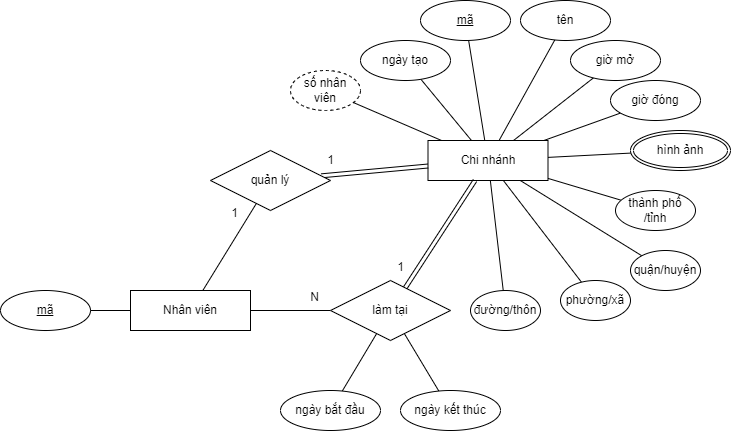 mã
tên
ngày tạo
giờ mở
số nhân
viên
giờ đóng
1
Chi nhánh
hình ảnh
quản lý
1
thành phố
/tỉnh
1
quận/huyện
mã
Nhân viên
N
làm tại
đường/thôn
phường/xã
ngày bắt đầu
ngày kết thúc